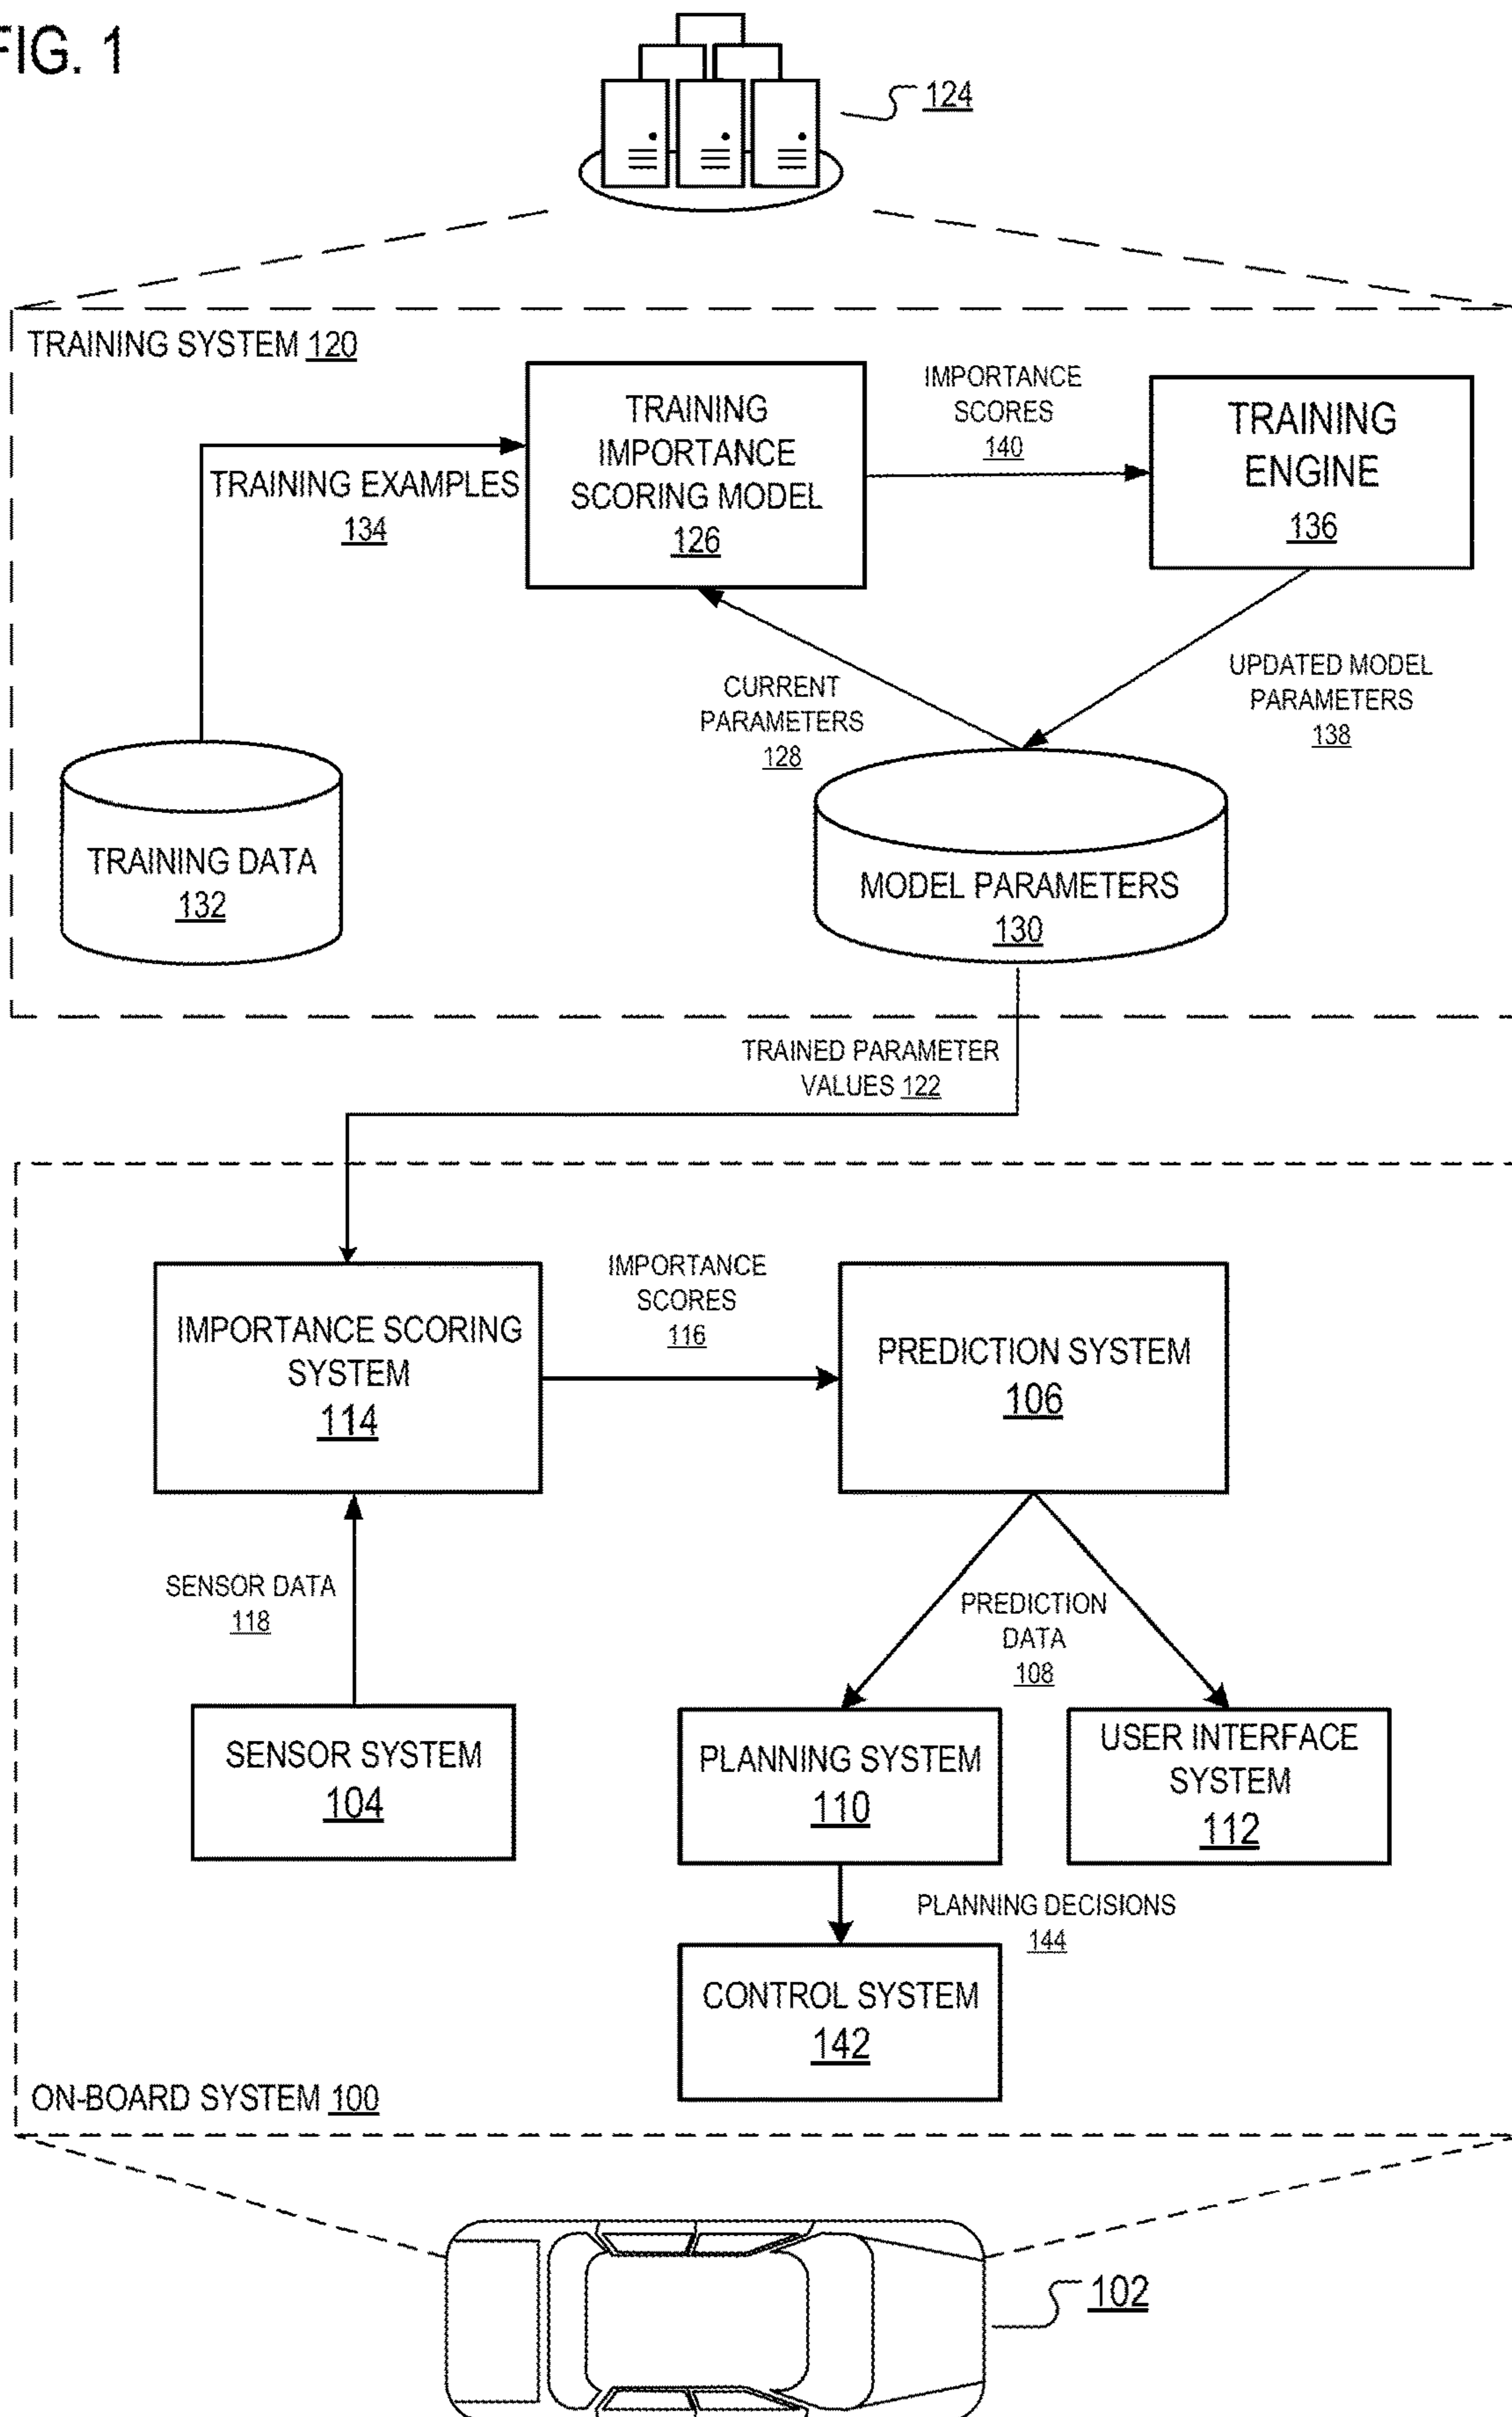 FIG. 1
124
TRAINING SYSTEM 120
TRAINING
IMPORTANCE
SCORING MODEL
126
IMPORTANCE
SCORES
140
TRAINING
ENGINE
136
TRAINING EXAMPLES
134
CURRENT
PARAMETERS
128
UPDATED MODEL
PARAMETERS
138
TRAINING DATA
132
MODEL PARAMETERS
130
TRAINED PARAMETER
VALUES 122
IMPORTANCE SCORING
SYSTEM
114
IMPORTANCE
SCORES
116
PREDICTION SYSTEM
106
SENSOR DATA
118
PREDICTION
DATA
108
SENSOR SYSTEM
104
PLANNING SYSTEM
110
USER INTERFACE
SYSTEM
112
PLANNING DECISIONS
144
CONTROL SYSTEM
142
ON-BOARD SYSTEM 100
102